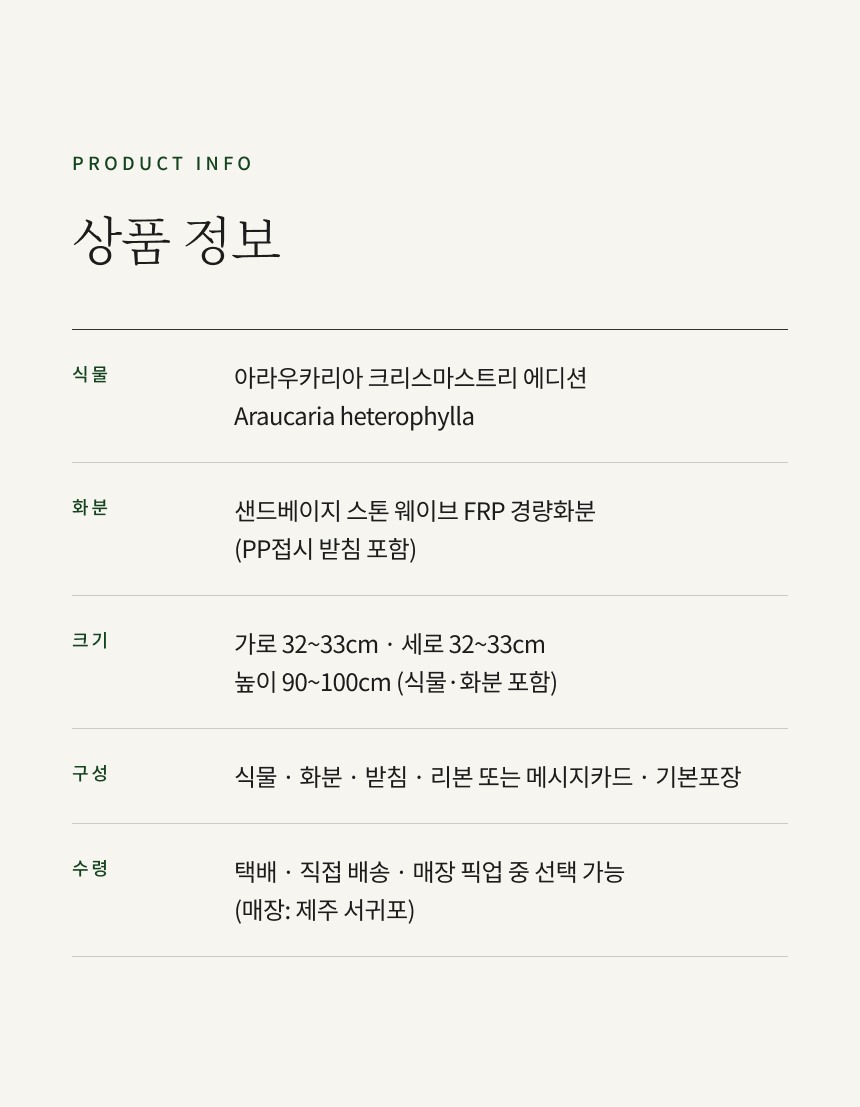 PRODUCT INFO
상품 정보
식물
아라우카리아 크리스마스트리 에디션
Araucaria heterophylla
화분
샌드베이지 스톤 웨이브 FRP 경량화분
(PP접시 받침 포함)
크기
가로 32~33cm · 세로 32~33cm
높이 90~100cm (식물·화분 포함)
구성
식물 · 화분 · 받침 · 리본 또는 메시지카드 · 기본포장
수령
택배 · 직접 배송 · 매장 픽업 중 선택 가능
(매장: 제주 서귀포)